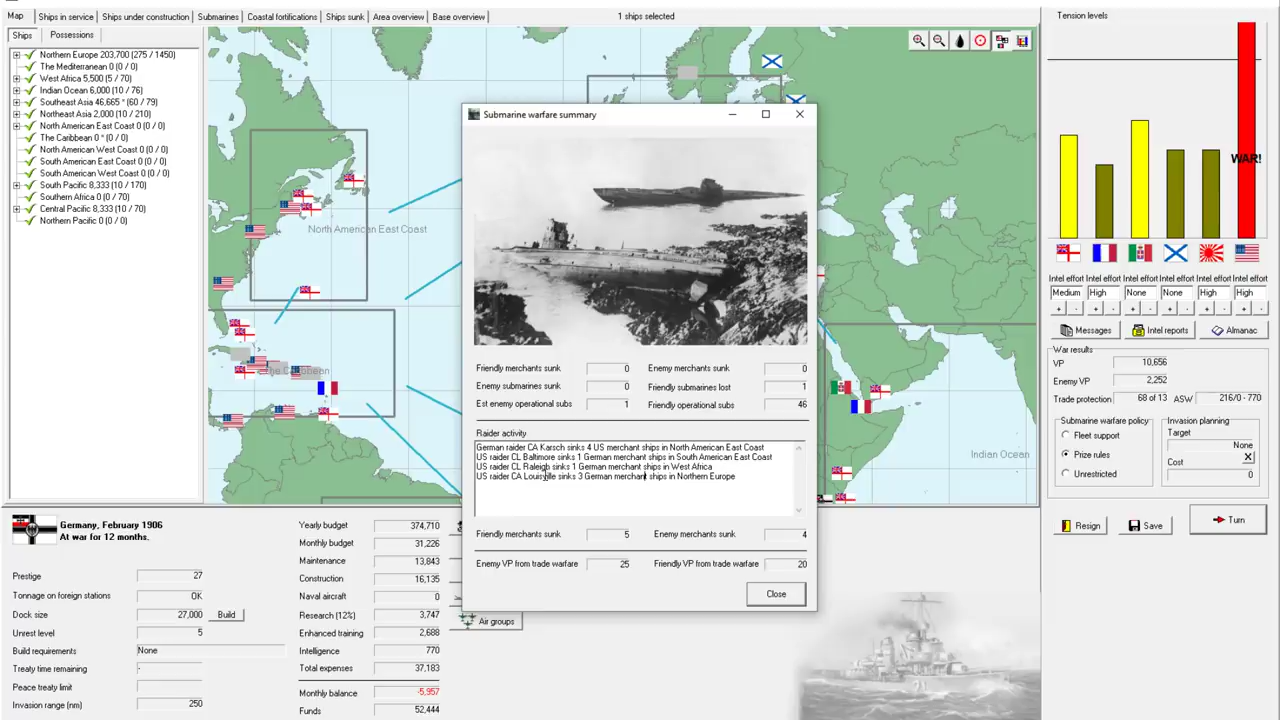 Map
Ships in service
Ships under construction
Submarines
Coastal fortifications
Ships sunk
Area overview
Base overview
1 ships selected
Ships
Possessions
Northern Europe 203,700 (275 / 1450)
The Mediterranean 0 (0 / 0)
West Africa 5,500 (5 / 70)
Indian Ocean 6,000 (10 / 76)
Southeast Asia 46,665 * (60 / 79)
Northeast Asia 2,000 (10 / 210)
North American East Coast 0 (0 / 0)
The Caribbean 0 * (0 / 0)
North American West Coast 0 (0 / 0)
South American East Coast 0 (0 / 0)
South American West Coast 0 (0 / 0)
South Pacific 8,333 (10 / 170)
Southern Africa 0 (0 / 0)
Central Pacific 8,333 (10 / 70)
Northern Pacific 0 (0 / 0)
North American East Coast
The Caribbean
Indian Ocean
Submarine warfare summary
Friendly merchants sunk 0
Enemy merchants sunk 0
Enemy submarines sunk 0
Friendly submarines lost 1
Est enemy operational subs 1
Friendly operational subs 46
Raider activity
German raider CA Karsch sinks 4 US merchant ships in North American East Coast
US raider CL Baltimore sinks 1 German merchant ships in South American East Coast
US raider CL Raleigh sinks 1 German merchant ships in West Africa
US raider CA Louisville sinks 3 German merchant ships in Northern Europe
Friendly merchants sunk 5
Enemy merchants sunk 4
Enemy VP from trade warfare 25
Friendly VP from trade warfare 20
Close
Tension levels
WAR!
Intel effort Intel effort Intel effort Intel effort Intel effort Intel effort
Medium High None None High High
+ - + - + - + - + - + -
Messages
Intel reports
Almanac
War results
VP 10,656
Enemy VP 2,252
Trade protection 68 of 13 ASW 216/0 - 770
Submarine warfare policy
Fleet support
Prize rules
Unrestricted
Invasion planning
Target
None
X
Cost
0
Resign
Save
Turn
Germany, February 1906
At war for 12 months.
Prestige 27
Tonnage on foreign stations OK
Dock size 27,000 Build
Unrest level 5
Build requirements None
Treaty time remaining -
Peace treaty limit
Invasion range (nm) 250
Yearly budget 374,710
Monthly budget 31,226
Maintenance 13,843
Construction 16,135
Naval aircraft 0
Research (12%) 3,747
Enhanced training 2,688
Intelligence 770
Total expenses 37,183
Monthly balance -5,957
Funds 52,444
Air groups